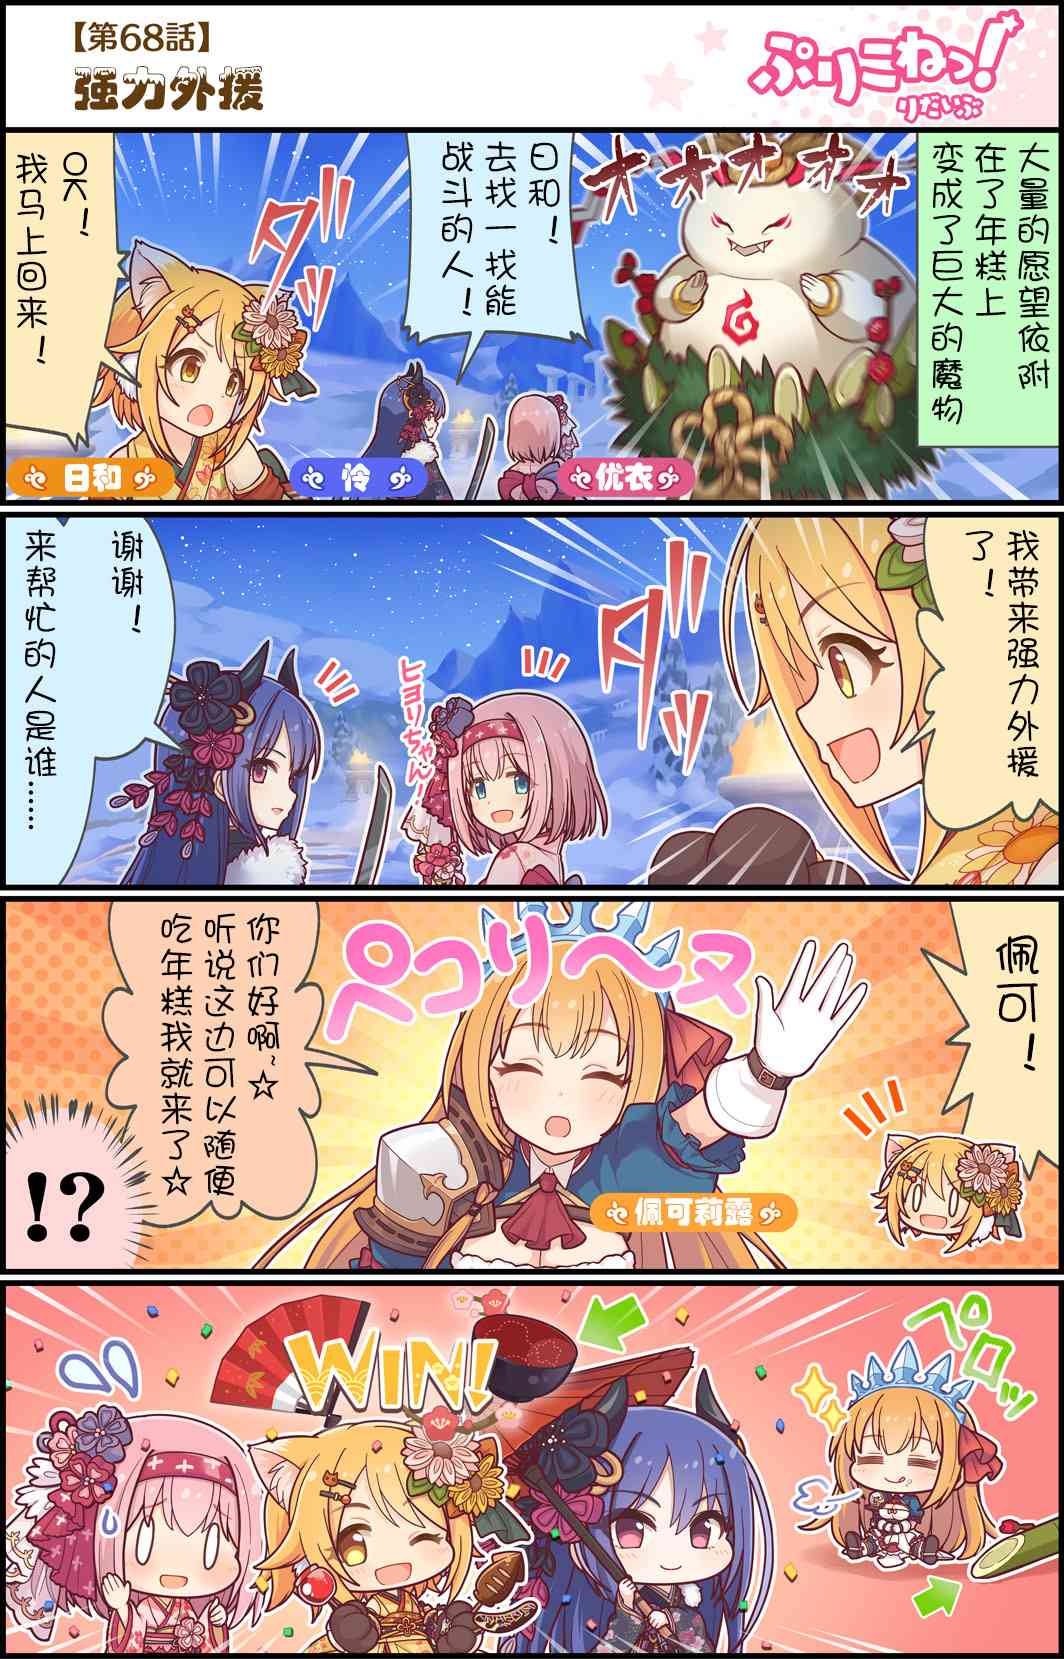 【第68話】
强力外援
ぷりこねっ!
りだいぶ
大量的愿望依附
在了年糕上
变成了巨大的魔物
オオオオオ
日和！
去找一找能
战斗的人！
ダッ
OK！
我马上回来！
日和
怜
优衣
我带来强力外援
了！
ダッ
ヒヨリちゃん！
谢谢！
来帮忙的人是谁……
佩可！
ペコリーヌ
你们好啊~☆
听说这边可以随便
吃年糕我就来了☆
!?
佩可莉露
WIN!
ペロッ